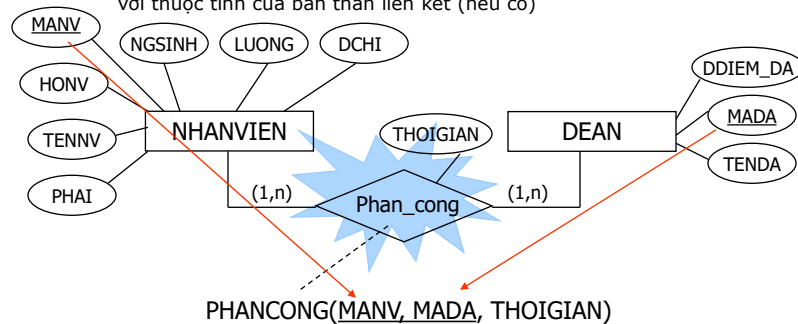 với thuộc tính của bản thân liên kết (nếu có)
MANV
NGSINH
LUONG
DCHI
HONV
TENNV
PHAI
NHANVIEN
THOIGIAN
DEAN
DDIEM_DA
MADA
TENDA
(1,n)
Phan_cong
(1,n)
PHANCONG(MANV, MADA, THOIGIAN)